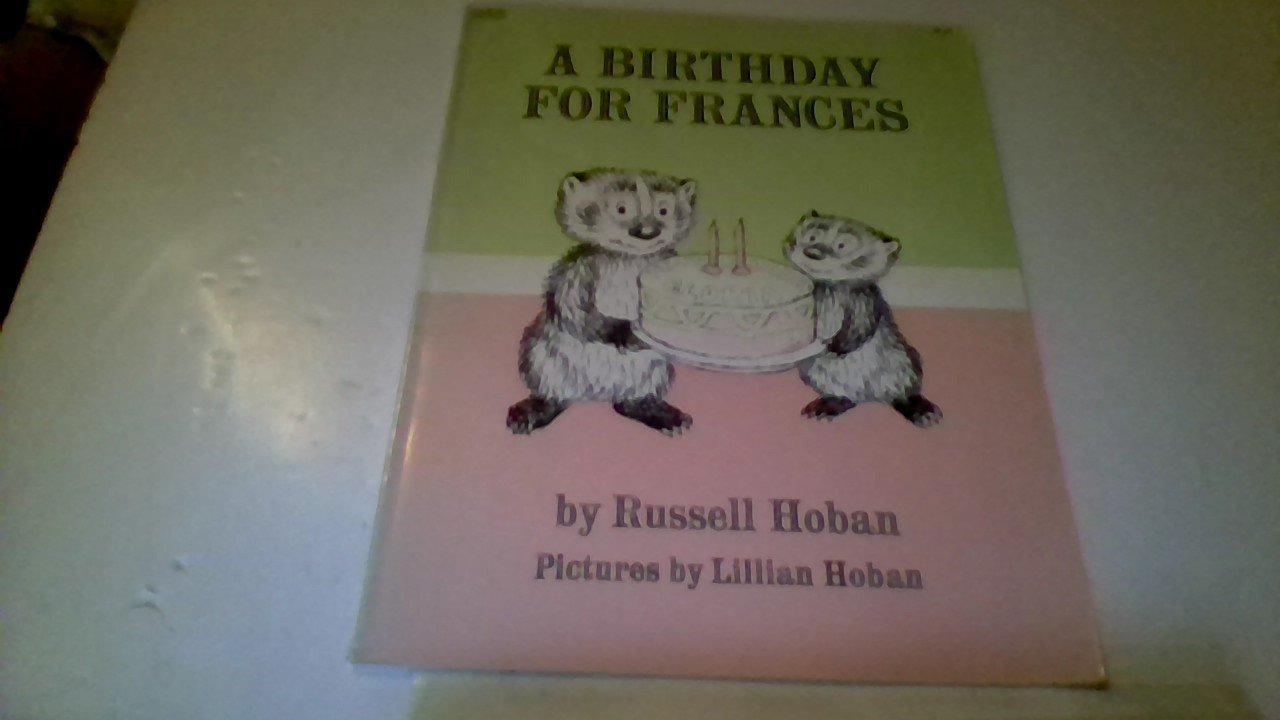 A BIRTHDAY
FOR FRANCES
by Russell Hoban
Pictures by Lillian Hoban